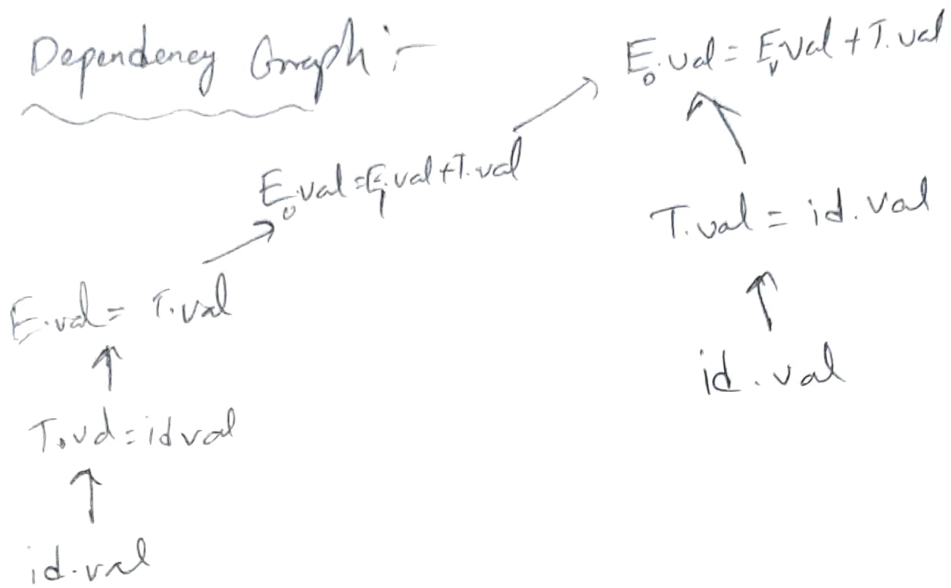 Dependency Graph :-
E0.val = E1.val + T.val
E0.val = E1.val + T.val
T.val = id.val
E.val = T.val
id.val
T.val = id val
id.val